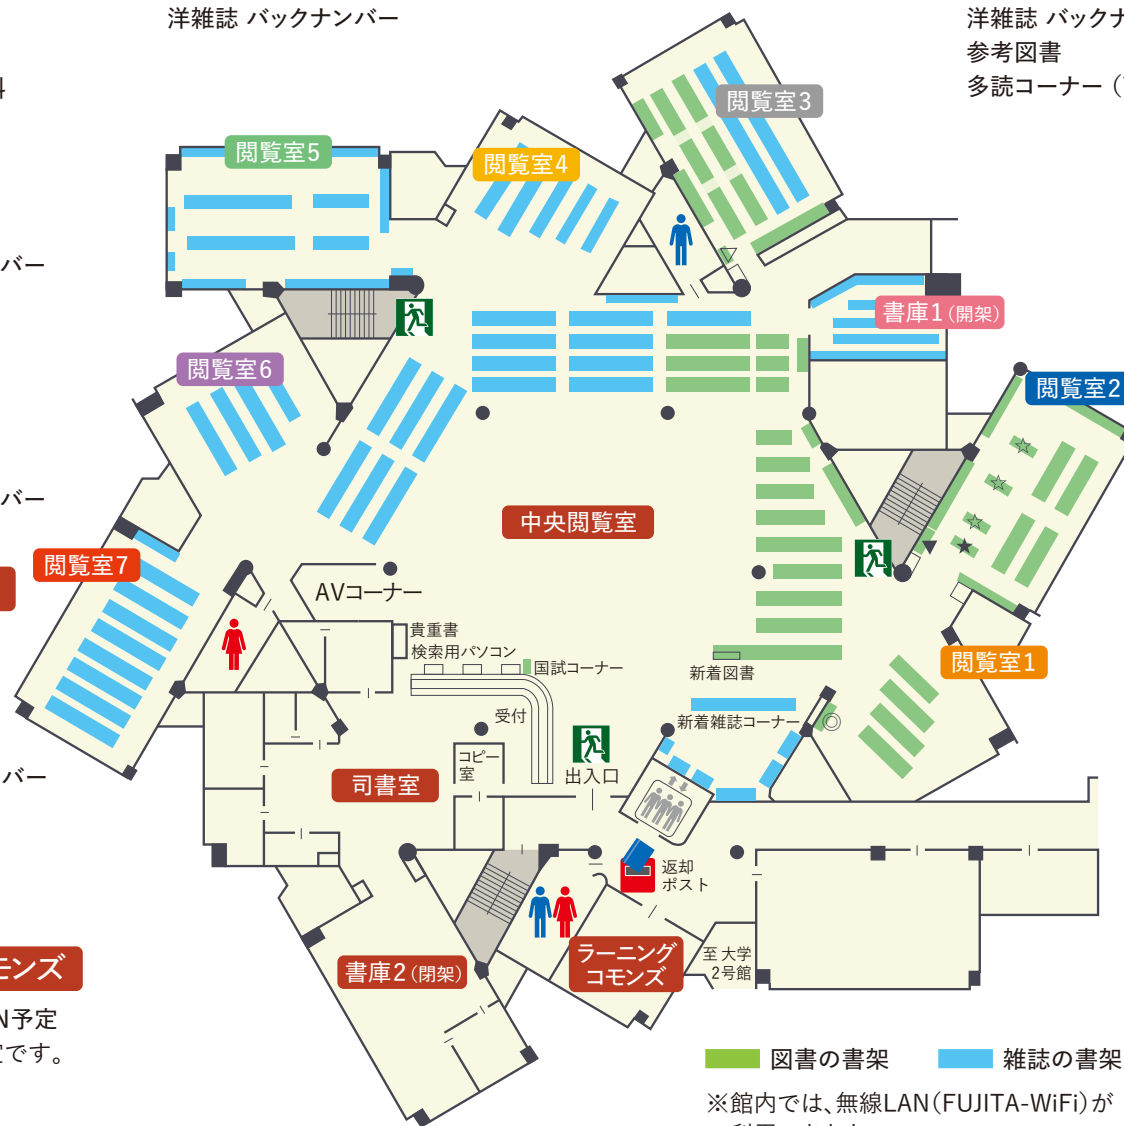 洋雑誌 バックナンバー
洋雑誌 バックナ
参考図書
多読コーナー（
閲覧室3
閲覧室5
閲覧室4
バー
書庫1（開架）
閲覧室6
閲覧室2
バー
中央閲覧室
閲覧室7
AVコーナー
貴重書
検索用パソコン
国試コーナー
新着図書
閲覧室1
受付
新着雑誌コーナー
コピー
室
出入口
バー
司書室
返却
ポスト
ラーニング
コモンズ
至 大学
2号館
書庫2（閉架）
モンズ
N予定
定です。
図書の書架
雑誌の書架
※館内では、無線LAN（FUJITA-WiFi）が